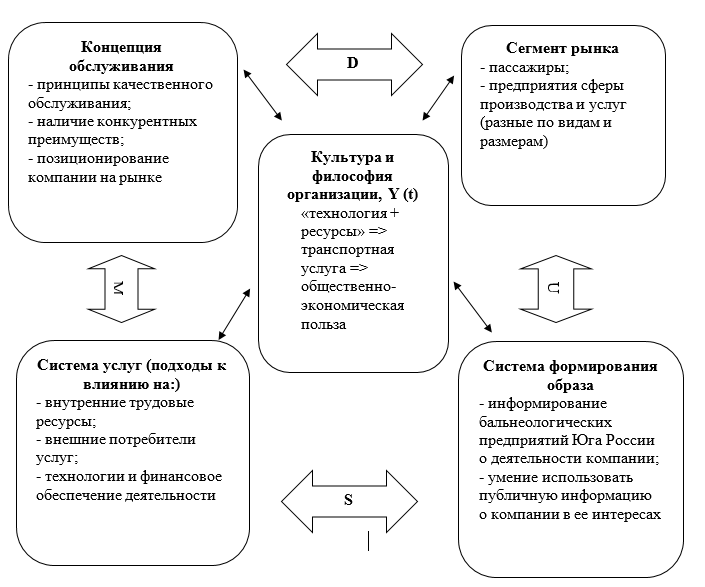 Концепция
обслуживания
- принципы качественного
обслуживания;
- наличие конкурентных
преимуществ;
- позиционирование
компании на рынке
D
Сегмент рынка
- пассажиры;
- предприятия сферы
производства и услуг
(разные по видам и
размерам)
Культура и
философия
организации, Y (t)
«технология +
ресурсы» =>
транспортная
услуга =>
общественно-
экономическая
польза
M
U
Система услуг (подходы к
влиянию на:)
- внутренние трудовые
ресурсы;
- внешние потребители
услуг;
- технологии и финансовое
обеспечение деятельности
S
Система формирования
образа
- информирование
бальнеологических
предприятий Юга России
о деятельности компании;
- умение использовать
публичную информацию
о компании в ее интересах